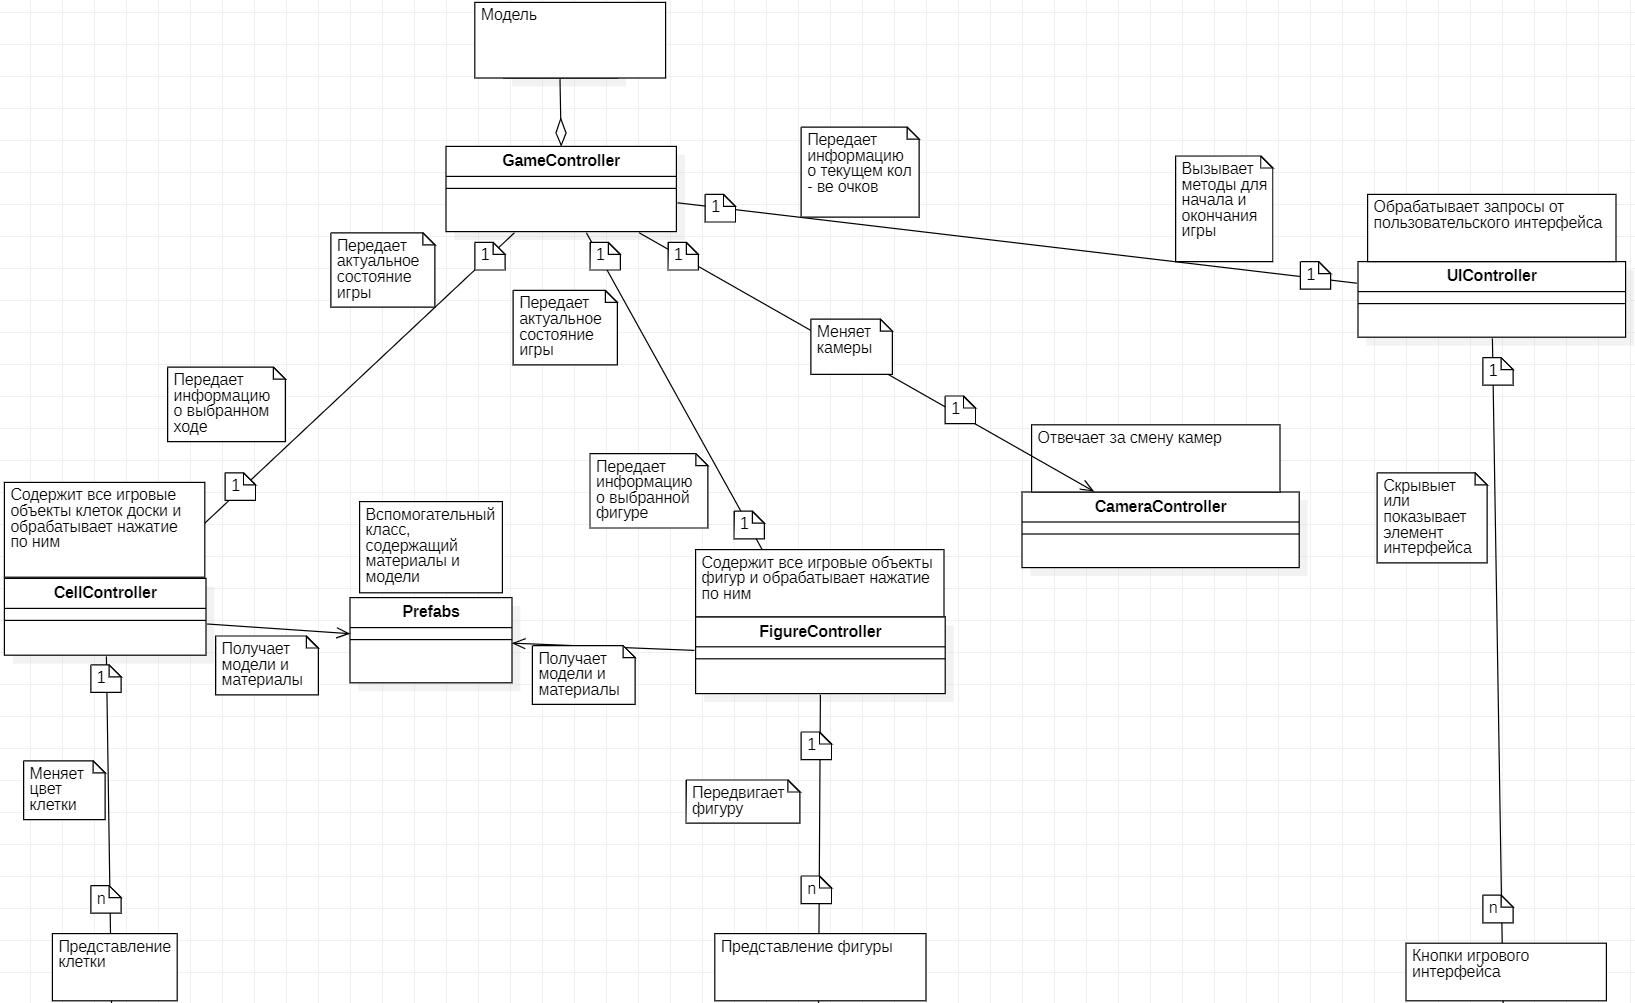 Модель
GameController
Передает
информацию
о текущем кол
- ве очков
Вызывает
методы для
начала и
окончания
игры
Обрабатывает запросы от
пользовательского интерфейса
UIController
1
1
Передает
актуальное
состояние
игры
1
1
1
Передает
актуальное
состояние
игры
Меняет
камеры
1
Передает
информацию
о выбранном
ходе
1
Отвечает за смену камер
CameraController
Передает
информацию
о выбранной
фигуре
1
Скрывыет
или
показывает
элемент
интерфейса
1
Содержит все игровые
объекты клеток доски и
обрабатывает нажатие
по ним
CellController
Вспомогательный
класс,
содержащий
материалы и
модели
Prefabs
Содержит все игровые объекты
фигур и обрабатывает нажатие
по ним
FigureController
Получает
модели и
материалы
Получает
модели и
материалы
1
1
Меняет
цвет
клетки
Передвигает
фигуру
n
n
n
Представление
клетки
Представление фигуры
Кнопки игрового
интерфейса